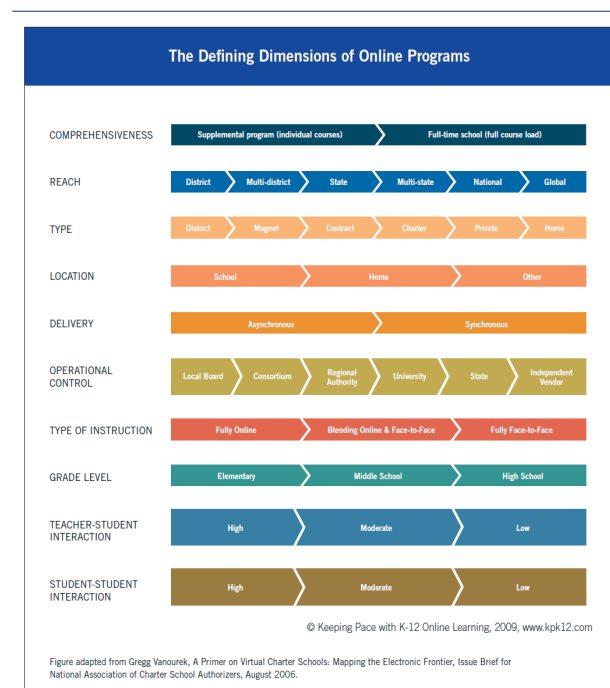 The Defining Dimensions of Online Programs
COMPREHENSIVENESS
Supplemental program (individual courses)
Full-time school (full course load)
REACH
District
Multi-district
State
Multi-state
National
Global
TYPE
District
Magnet
Contract
Charter
Private
Home
LOCATION
School
Home
Other
DELIVERY
Asynchronous
Synchronous
OPERATIONAL
CONTROL
Local Board
Consortium
Regional
Authority
University
State
Independent
Vendor
TYPE OF INSTRUCTION
Fully Online
Blending Online & Face-to-Face
Fully Face-to-Face
GRADE LEVEL
Elementary
Middle School
High School
TEACHER-STUDENT
INTERACTION
High
Moderate
Low
STUDENT-STUDENT
INTERACTION
High
Moderate
Low
© Keeping Pace with K-12 Online Learning, 2009, www.kpk12.com
Figure adapted from Gregg Vanourek, A Primer on Virtual Charter Schools: Mapping the Electronic Frontier, Issue Brief for
National Association of Charter School Authorizers, August 2006.